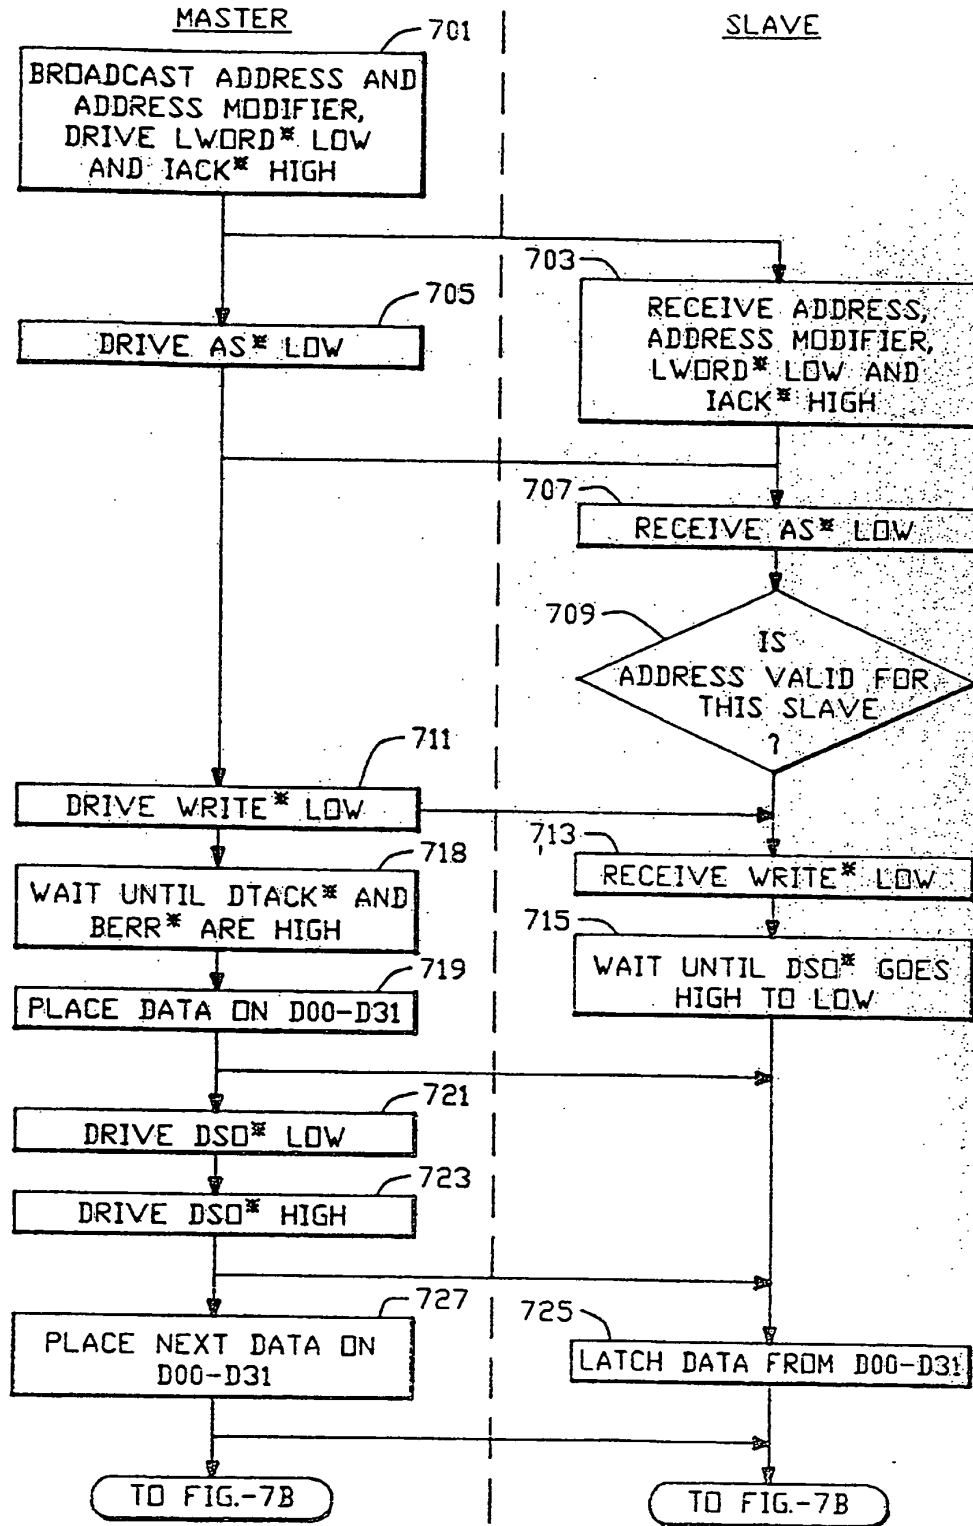 MASTER
SLAVE
701
BROADCAST ADDRESS AND
ADDRESS MODIFIER,
DRIVE LWORD* LOW
AND IACK* HIGH
703
RECEIVE ADDRESS,
ADDRESS MODIFIER,
LWORD* LOW AND
IACK* HIGH
705
DRIVE AS* LOW
707
RECEIVE AS* LOW
709
IS
ADDRESS VALID FOR
THIS SLAVE
?
711
DRIVE WRITE* LOW
713
RECEIVE WRITE* LOW
718
WAIT UNTIL DTACK* AND
BERR* ARE HIGH
715
WAIT UNTIL DS0* GOES
HIGH TO LOW
719
PLACE DATA ON D00-D31
721
DRIVE DS0* LOW
723
DRIVE DS0* HIGH
727
PLACE NEXT DATA ON
D00-D31
725
LATCH DATA FROM D00-D31
TO FIG.-7B
TO FIG.-7B